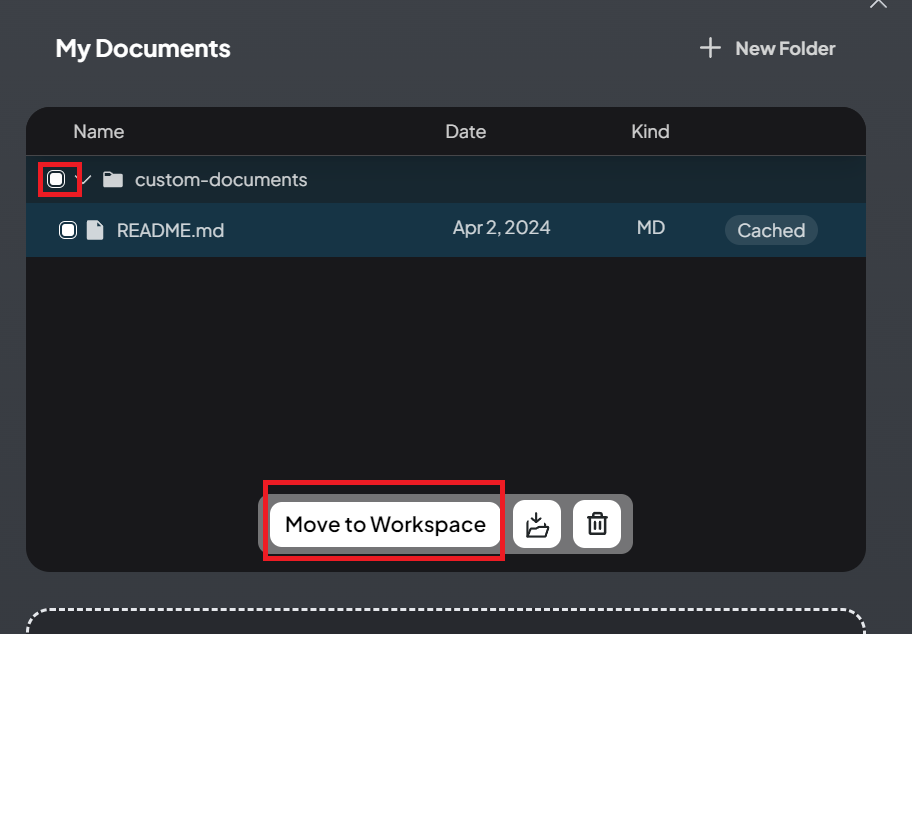 My Documents
New Folder
Name Date Kind
custom-documents
README.md Apr 2, 2024 MD Cached
Move to Workspace